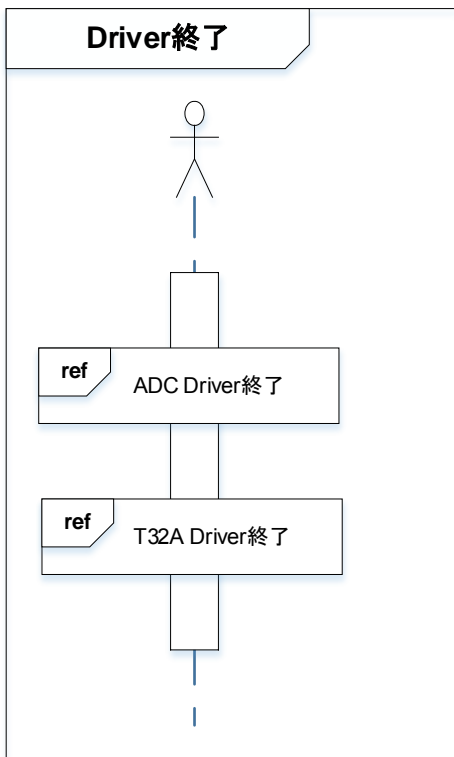 Driver終了
ref
ADC Driver終了
ref
T32A Driver終了